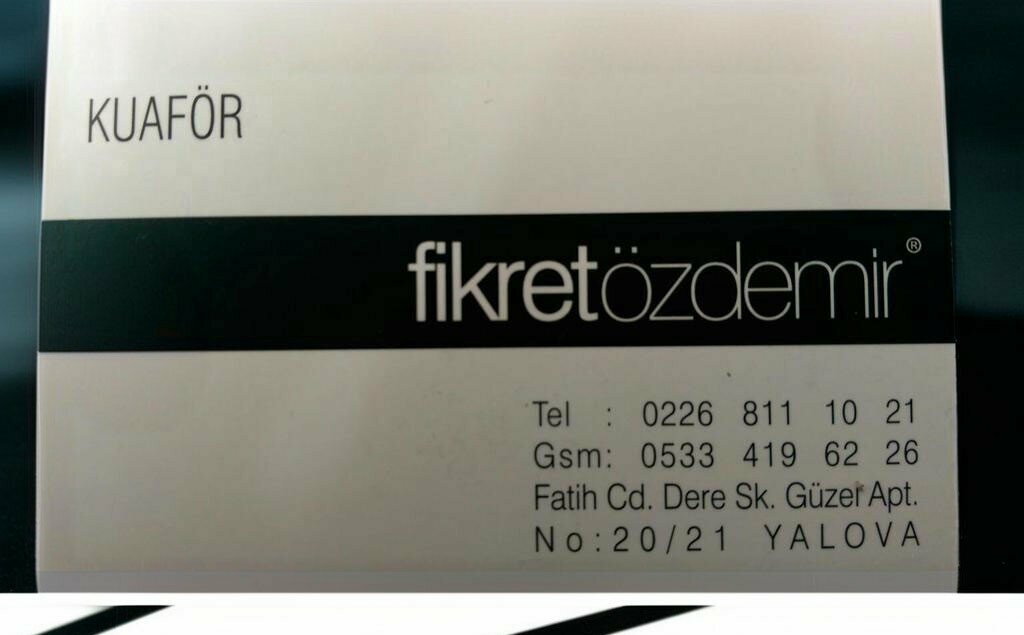 KUAFÖR
fikretözdemir®
Tel : 0226 811 10 21
Gsm: 0533 419 62 26
Fatih Cd. Dere Sk. Güzel Apt.
No:20/21 YALOVA